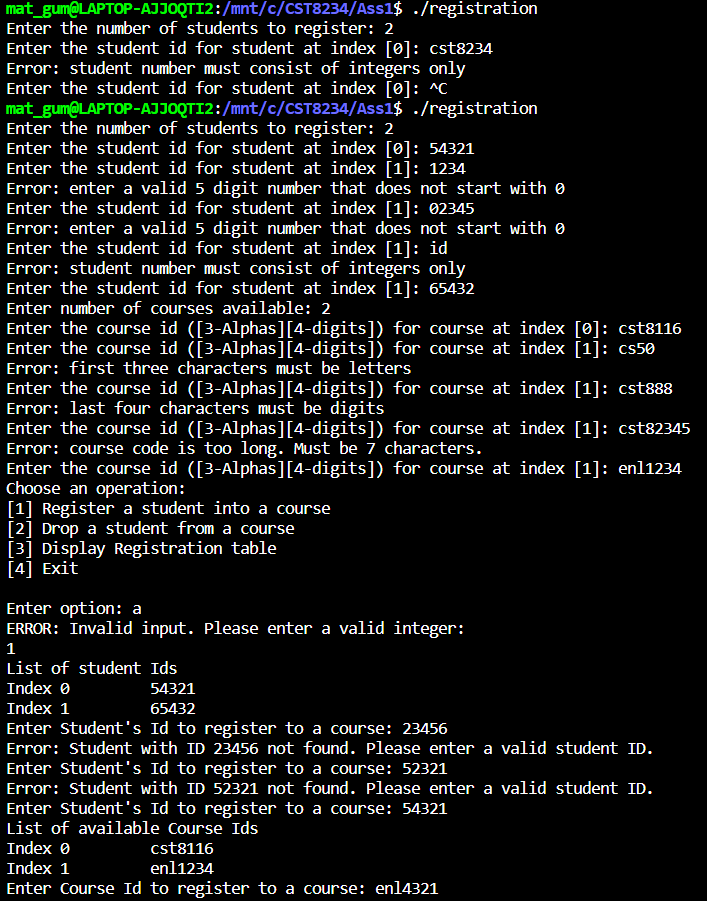 mat_gum@LAPTOP-AJJOQTI2:/mnt/c/CST8234/Ass1$ ./registration
Enter the number of students to register: 2
Enter the student id for student at index [0]: cst8234
Error: student number must consist of integers only
Enter the student id for student at index [0]: ^C
mat_gum@LAPTOP-AJJOQTI2:/mnt/c/CST8234/Ass1$ ./registration
Enter the number of students to register: 2
Enter the student id for student at index [0]: 54321
Enter the student id for student at index [1]: 1234
Error: enter a valid 5 digit number that does not start with 0
Enter the student id for student at index [1]: 02345
Error: enter a valid 5 digit number that does not start with 0
Enter the student id for student at index [1]: id
Error: student number must consist of integers only
Enter the student id for student at index [1]: 65432
Enter number of courses available: 2
Enter the course id ([3-Alphas][4-digits]) for course at index [0]: cst8116
Enter the course id ([3-Alphas][4-digits]) for course at index [1]: cs50
Error: first three characters must be letters
Enter the course id ([3-Alphas][4-digits]) for course at index [1]: cst888
Error: last four characters must be digits
Enter the course id ([3-Alphas][4-digits]) for course at index [1]: cst82345
Error: course code is too long. Must be 7 characters.
Enter the course id ([3-Alphas][4-digits]) for course at index [1]: enl1234
Choose an operation:
[1] Register a student into a course
[2] Drop a student from a course
[3] Display Registration table
[4] Exit
Enter option: a
ERROR: Invalid input. Please enter a valid integer:
1
List of student Ids
Index 0         54321
Index 1         65432
Enter Student's Id to register to a course: 23456
Error: Student with ID 23456 not found. Please enter a valid student ID.
Enter Student's Id to register to a course: 52321
Error: Student with ID 52321 not found. Please enter a valid student ID.
Enter Student's Id to register to a course: 54321
List of available Course Ids
Index 0         cst8116
Index 1         enl1234
Enter Course Id to register to a course: enl4321